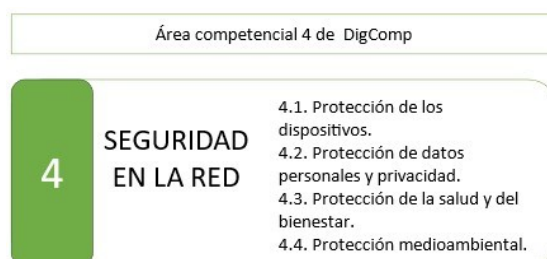 Área competencial 4 de  DigComp
4
SEGURIDAD
EN LA RED
4.1. Protección de los
dispositivos.
4.2. Protección de datos
personales y privacidad.
4.3. Protección de la salud y del
bienestar.
4.4. Protección medioambiental.